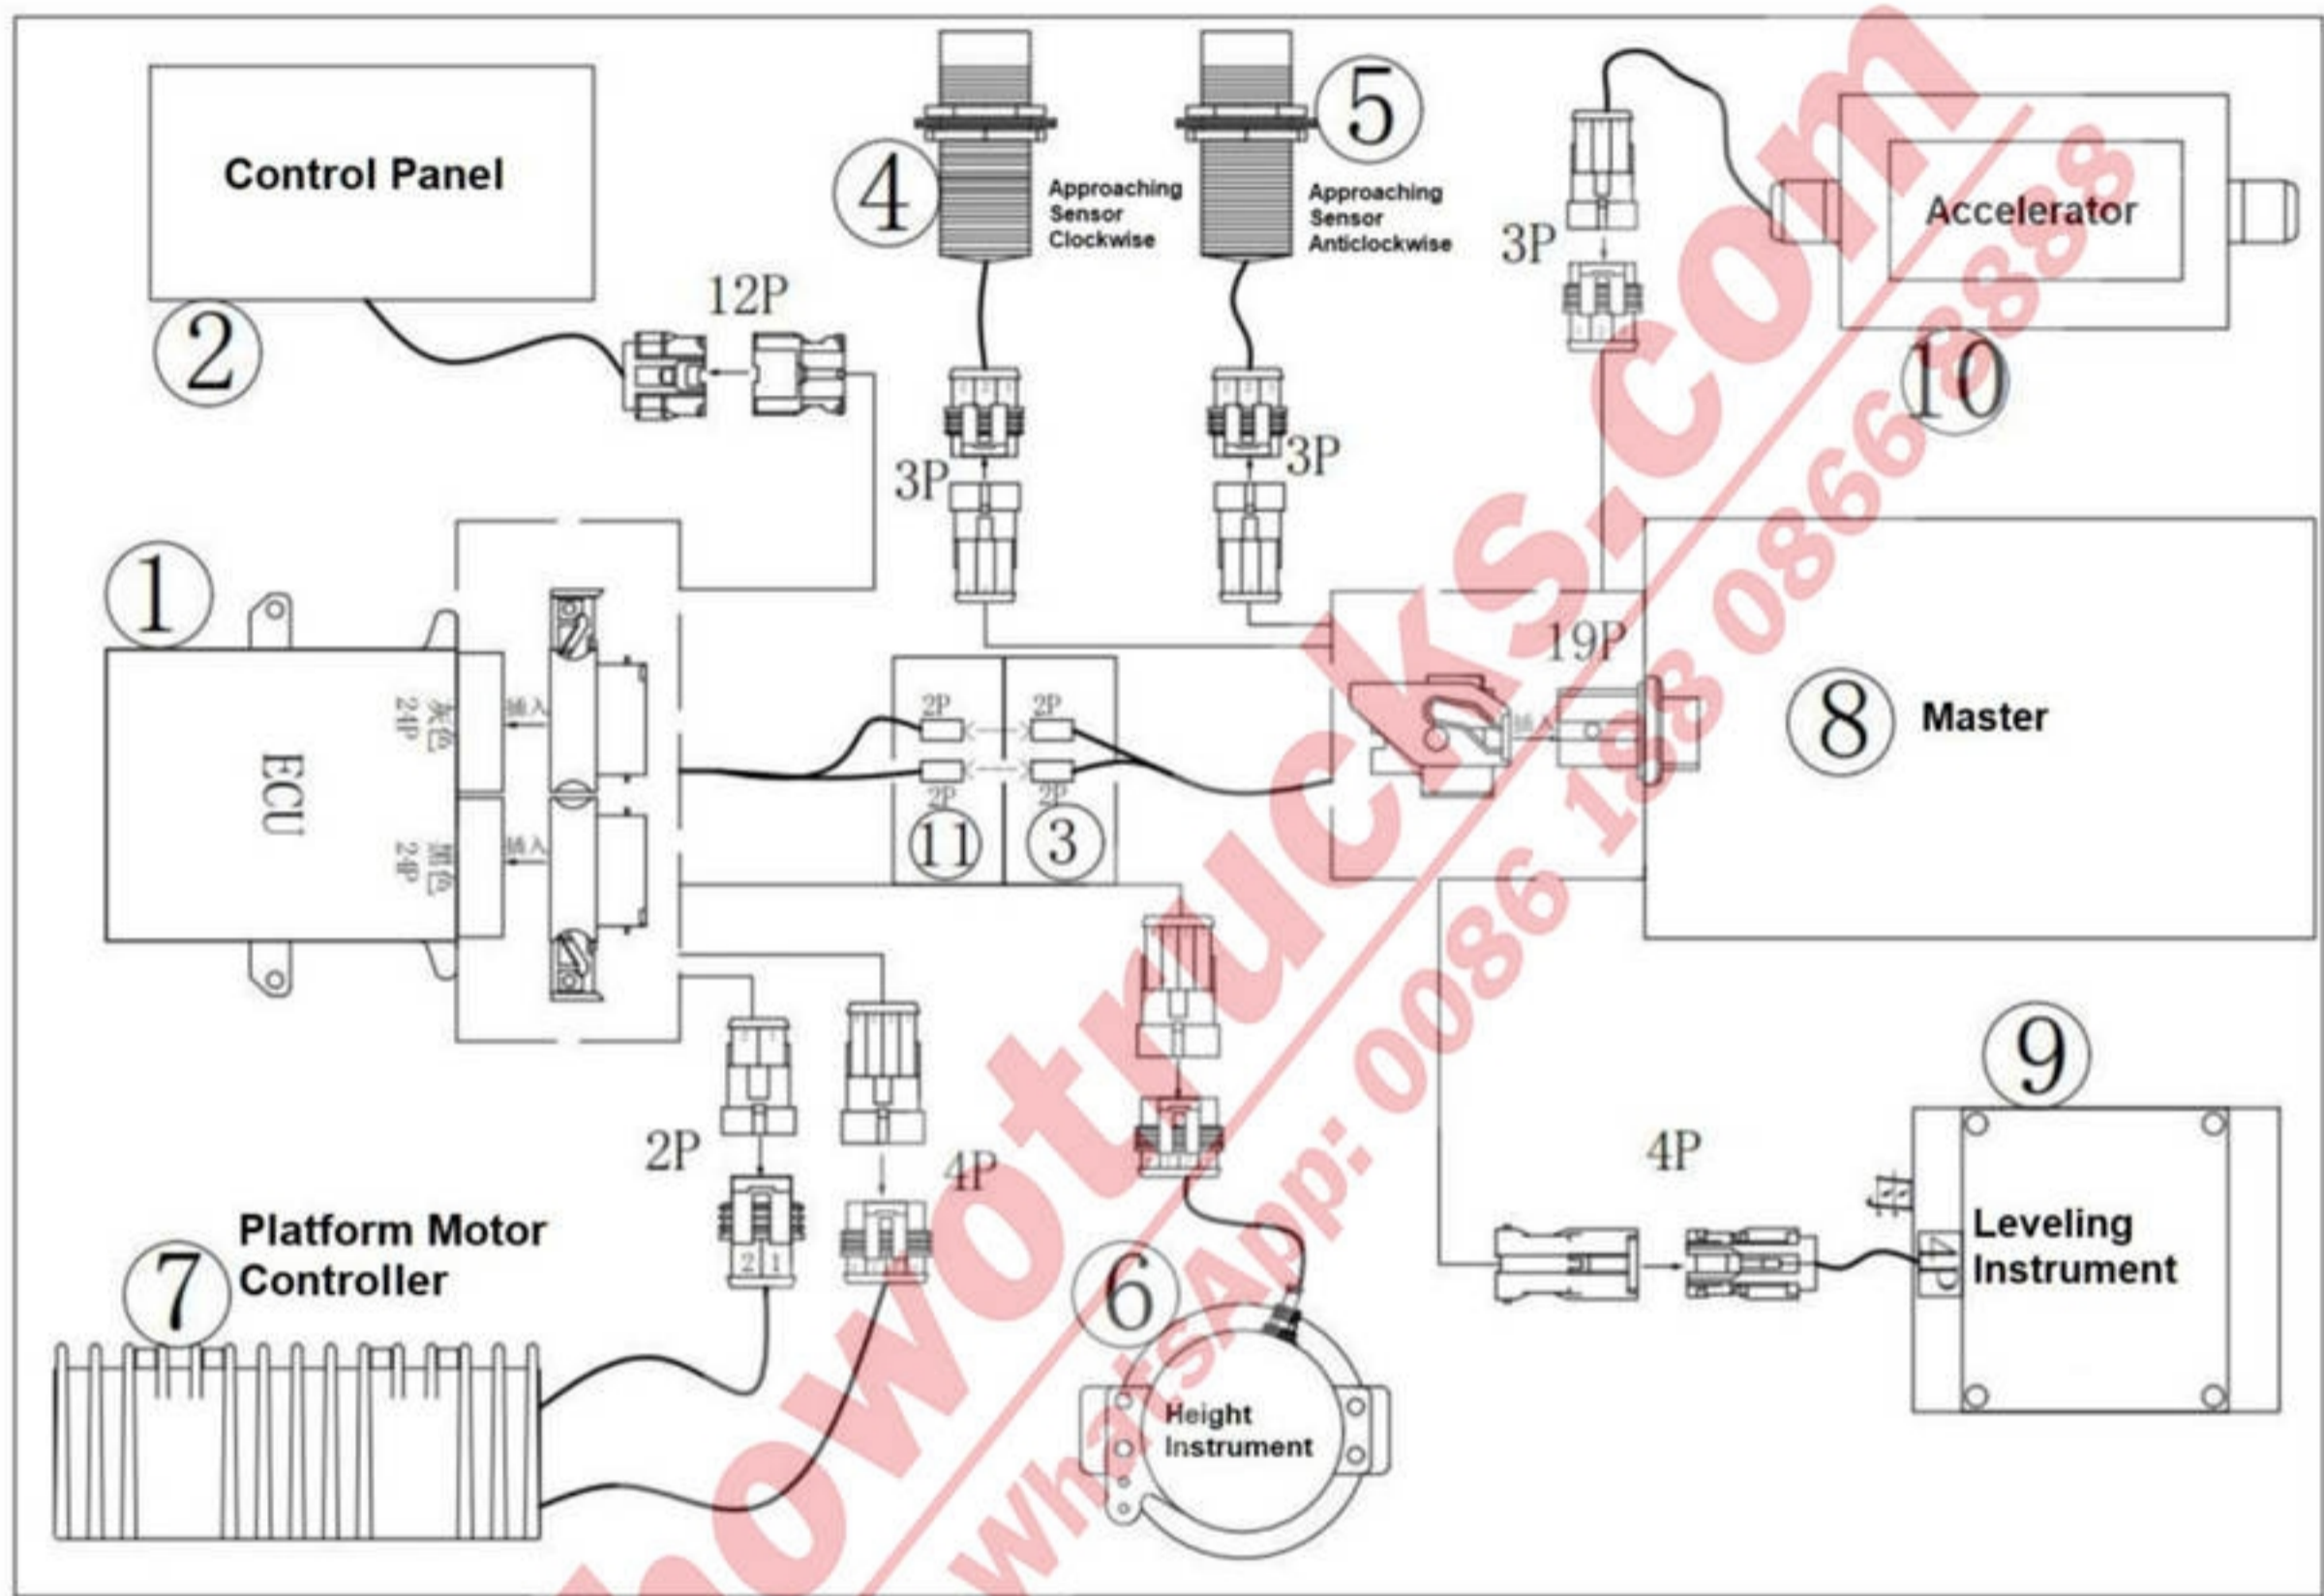 Control Panel
2
12P
4
Approaching
Sensor
Clockwise
3P
5
Approaching
Sensor
Anticlockwise
3P
3P
Accelerator
10
1
ECU
灰色
24P
插入
黑色
24P
插入
2P
2P
2P
2P
11
3
19P
插入
8
Master
2P
2 1
4P
7
Platform Motor
Controller
6
Height
Instrument
4P
9
4P
Leveling
Instrument
howotrucks.com
WhatsApp: 0086 188 0866 8888